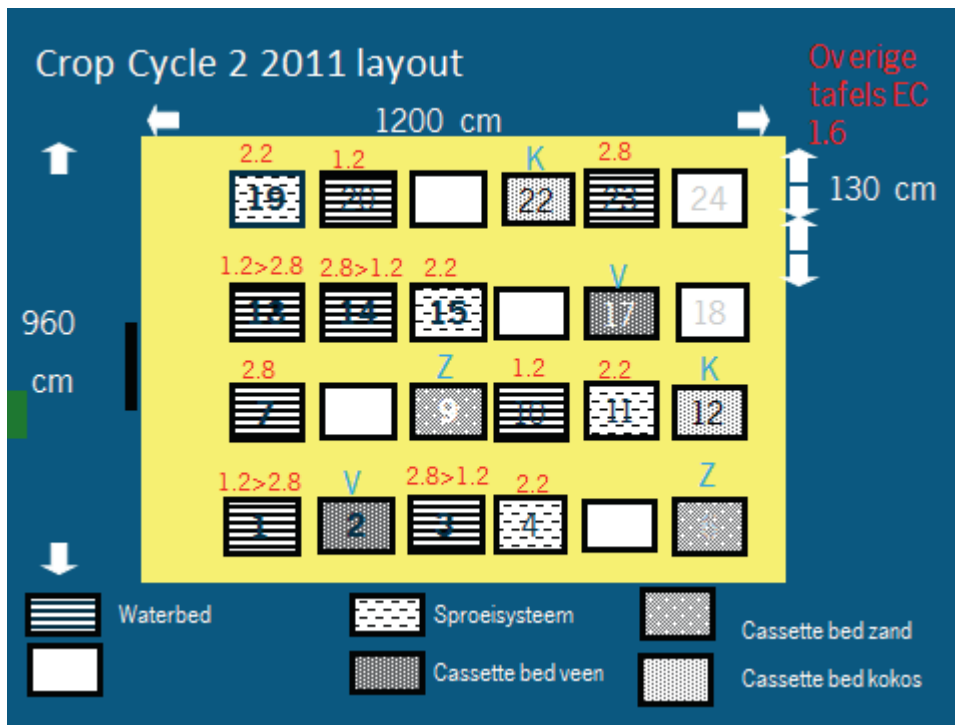 Crop Cycle 2 2011 layout
Overige
tafels EC
1.6
1200 cm
130 cm
960
cm
2.2 1.2 K 2.8
19 20 22 23 24
1.2>2.8 2.8>1.2 2.2 V
13 14 15 17 18
2.8 Z 1.2 2.2 K
7 9 10 11 12
1.2>2.8 V 2.8>1.2 2.2 Z
1 2 3 4
Waterbed
Sproeisysteem
Cassette bed zand
Cassette bed veen
Cassette bed kokos